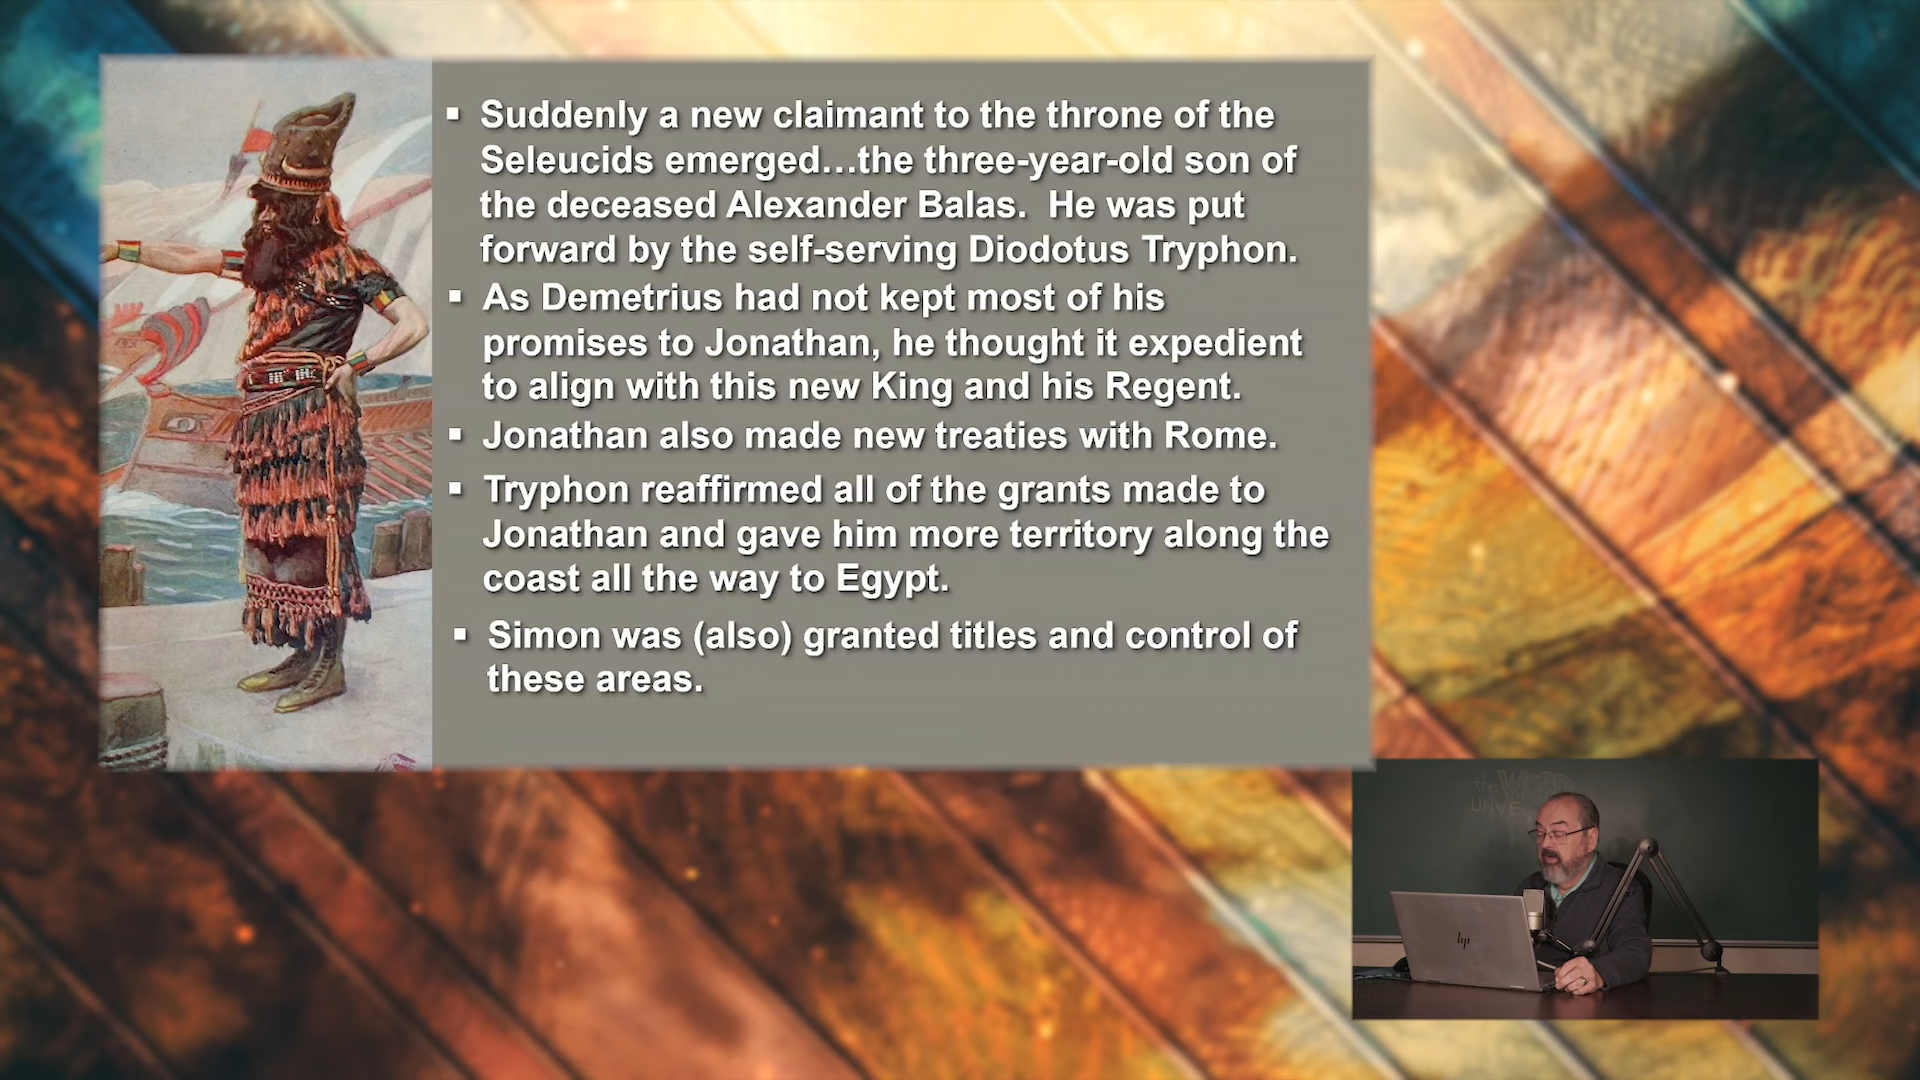 ▪ Suddenly a new claimant to the throne of the
Seleucids emerged…the three-year-old son of
the deceased Alexander Balas.  He was put
forward by the self-serving Diodotus Tryphon.
▪ As Demetrius had not kept most of his
promises to Jonathan, he thought it expedient
to align with this new King and his Regent.
▪ Jonathan also made new treaties with Rome.
▪ Tryphon reaffirmed all of the grants made to
Jonathan and gave him more territory along the
coast all the way to Egypt.
▪ Simon was (also) granted titles and control of
these areas.
the WORD
hp